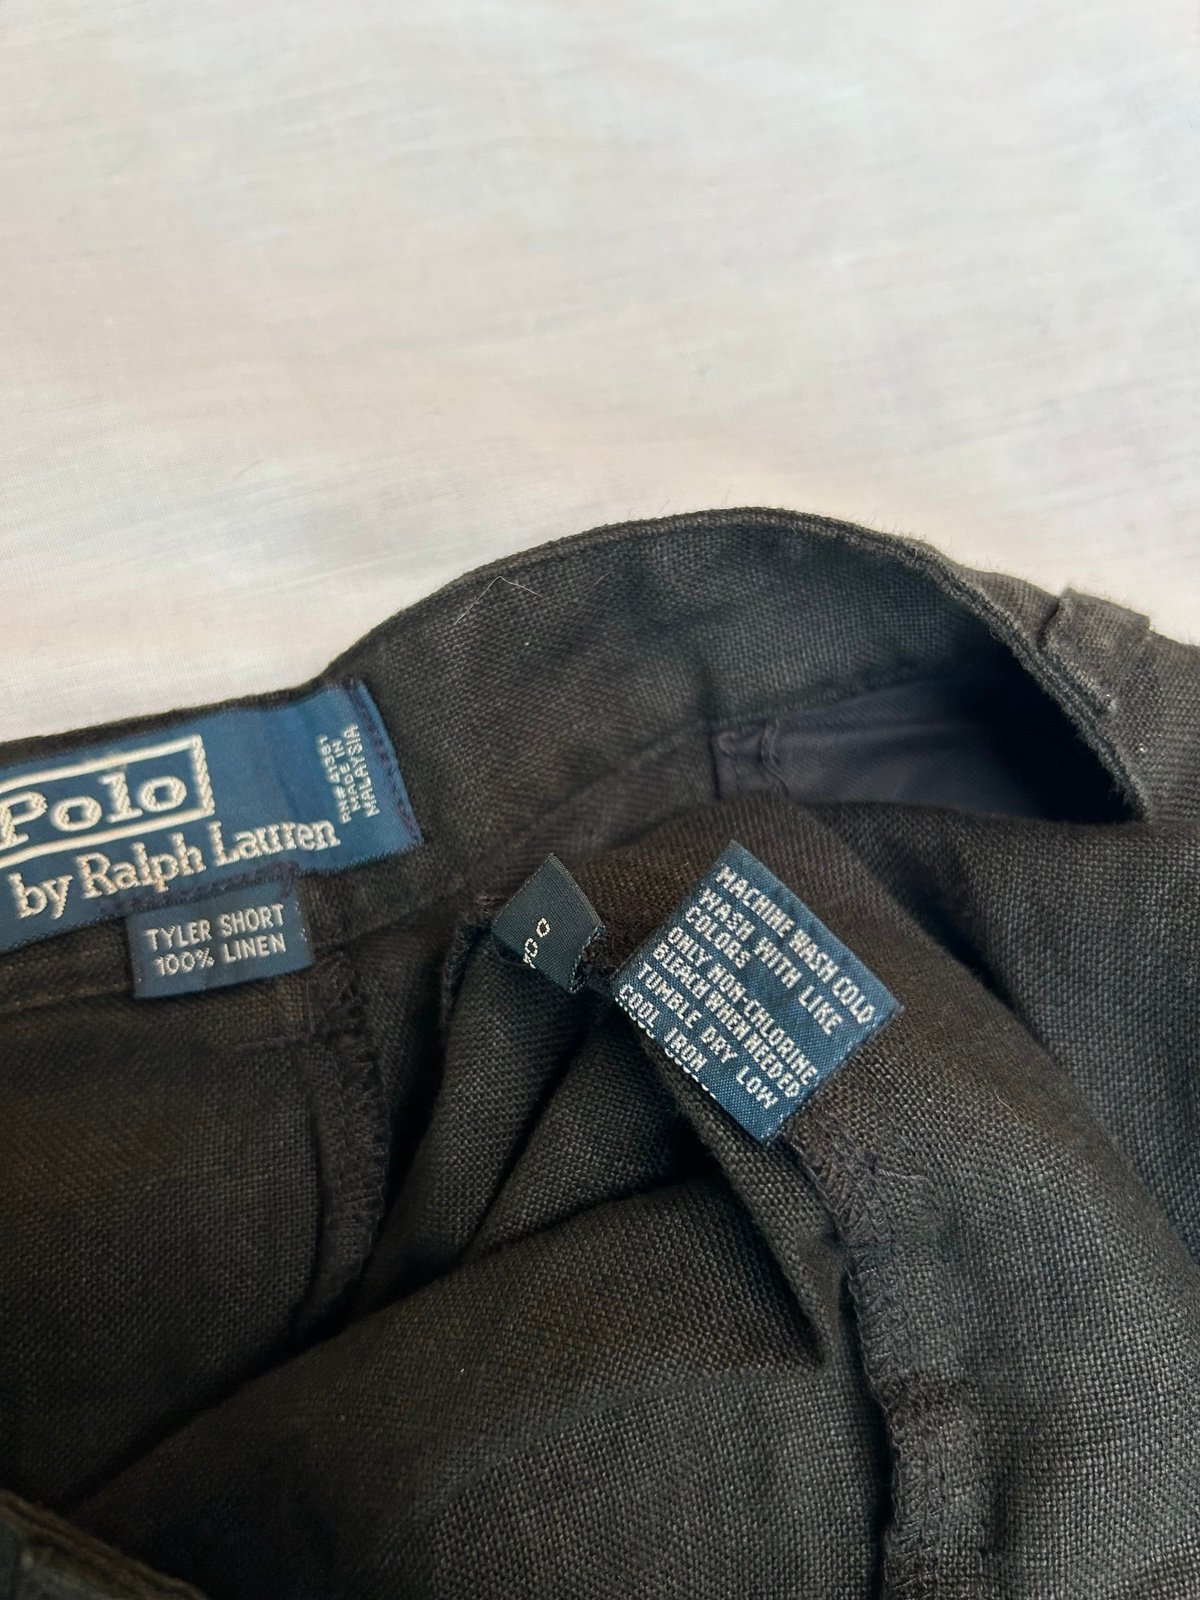 Polo
by Ralph Lauren
RN# 41381
MADE IN
MALAYSIA
TYLER SHORT
100% LINEN
MACHINE WASH COLD
WASH WITH LIKE
COLORS
ONLY NON-CHLORINE
BLEACH WHEN NEEDED
TUMBLE DRY LOW
COOL IRON